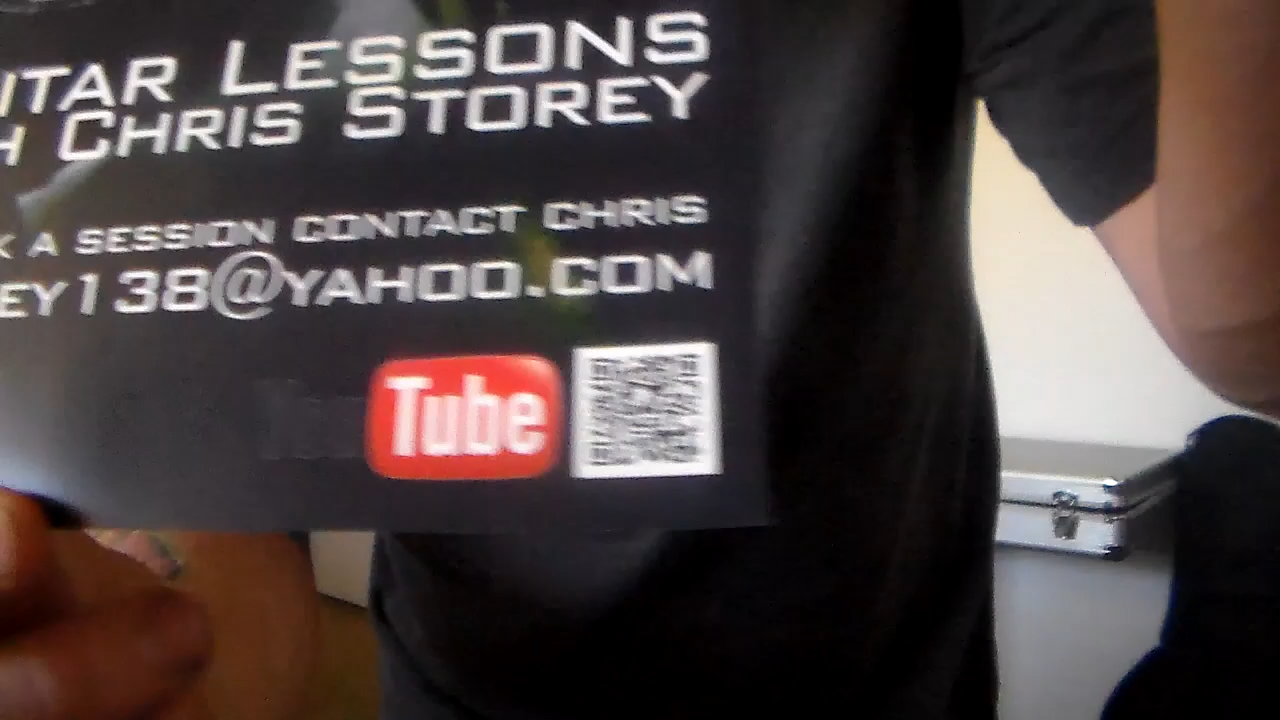 ITAR LESSONS
H CHRIS STOREY
K A SESSION CONTACT CHRIS
EY138@YAHOO.COM
Tube